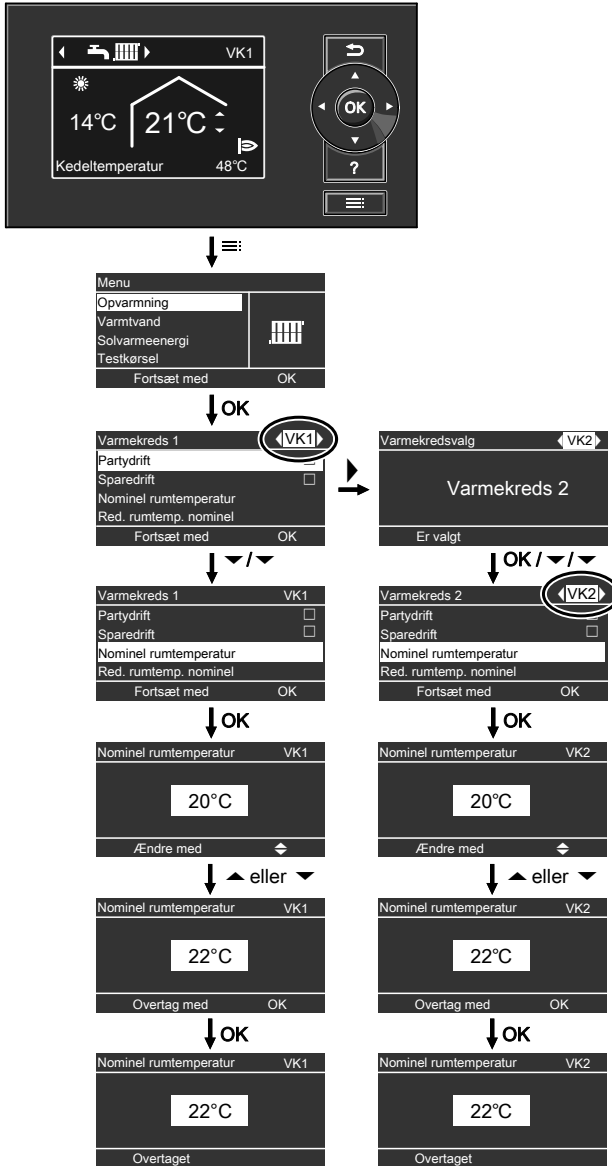 VK1
14°C 21°C
Kedeltemperatur 48°C
OK
?
Menu
Opvarmning
Varmtvand
Solvarmeenergi
Testkørsel
Fortsæt med OK
OK
Varmekreds 1 VK1
Partydrift
Sparedrift
Nominel rumtemperatur
Red. rumtemp. nominel
Fortsæt med OK
Varmekredsvalg VK2
Varmekreds 2
Er valgt
/
OK / /
Varmekreds 1 VK1
Partydrift
Sparedrift
Nominel rumtemperatur
Red. rumtemp. nominel
Fortsæt med OK
Varmekreds 2 VK2
Partydrift
Sparedrift
Nominel rumtemperatur
Red. rumtemp. nominel
Fortsæt med OK
OK
OK
Nominel rumtemperatur VK1
20°C
Ændre med
Nominel rumtemperatur VK2
20°C
Ændre med
eller
eller
Nominel rumtemperatur VK1
22°C
Overtag med OK
Nominel rumtemperatur VK2
22°C
Overtag med OK
OK
OK
Nominel rumtemperatur VK1
22°C
Overtaget
Nominel rumtemperatur VK2
22°C
Overtaget